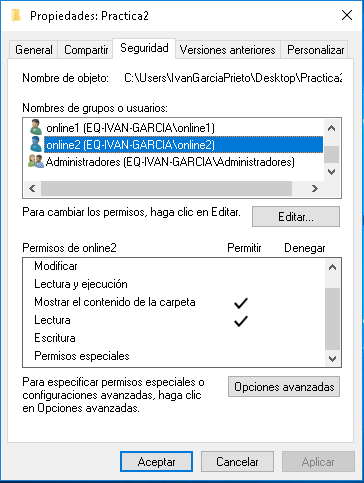 Propiedades: Practica2
General Compartir Seguridad Versiones anteriores Personalizar
Nombre de objeto: C:\Users\IvanGarciaPrieto\Desktop\Practica2
Nombres de grupos o usuarios:
online1 (EQ-IVAN-GARCIA\online1)
online2 (EQ-IVAN-GARCIA\online2)
Administradores (EQ-IVAN-GARCIA\Administradores)
Para cambiar los permisos, haga clic en Editar.
Editar...
Permisos de online2 Permitir Denegar
Modificar
Lectura y ejecución
Mostrar el contenido de la carpeta
Lectura
Escritura
Permisos especiales
Para especificar permisos especiales o
configuraciones avanzadas, haga clic
en Opciones avanzadas.
Opciones avanzadas
Aceptar Cancelar Aplicar